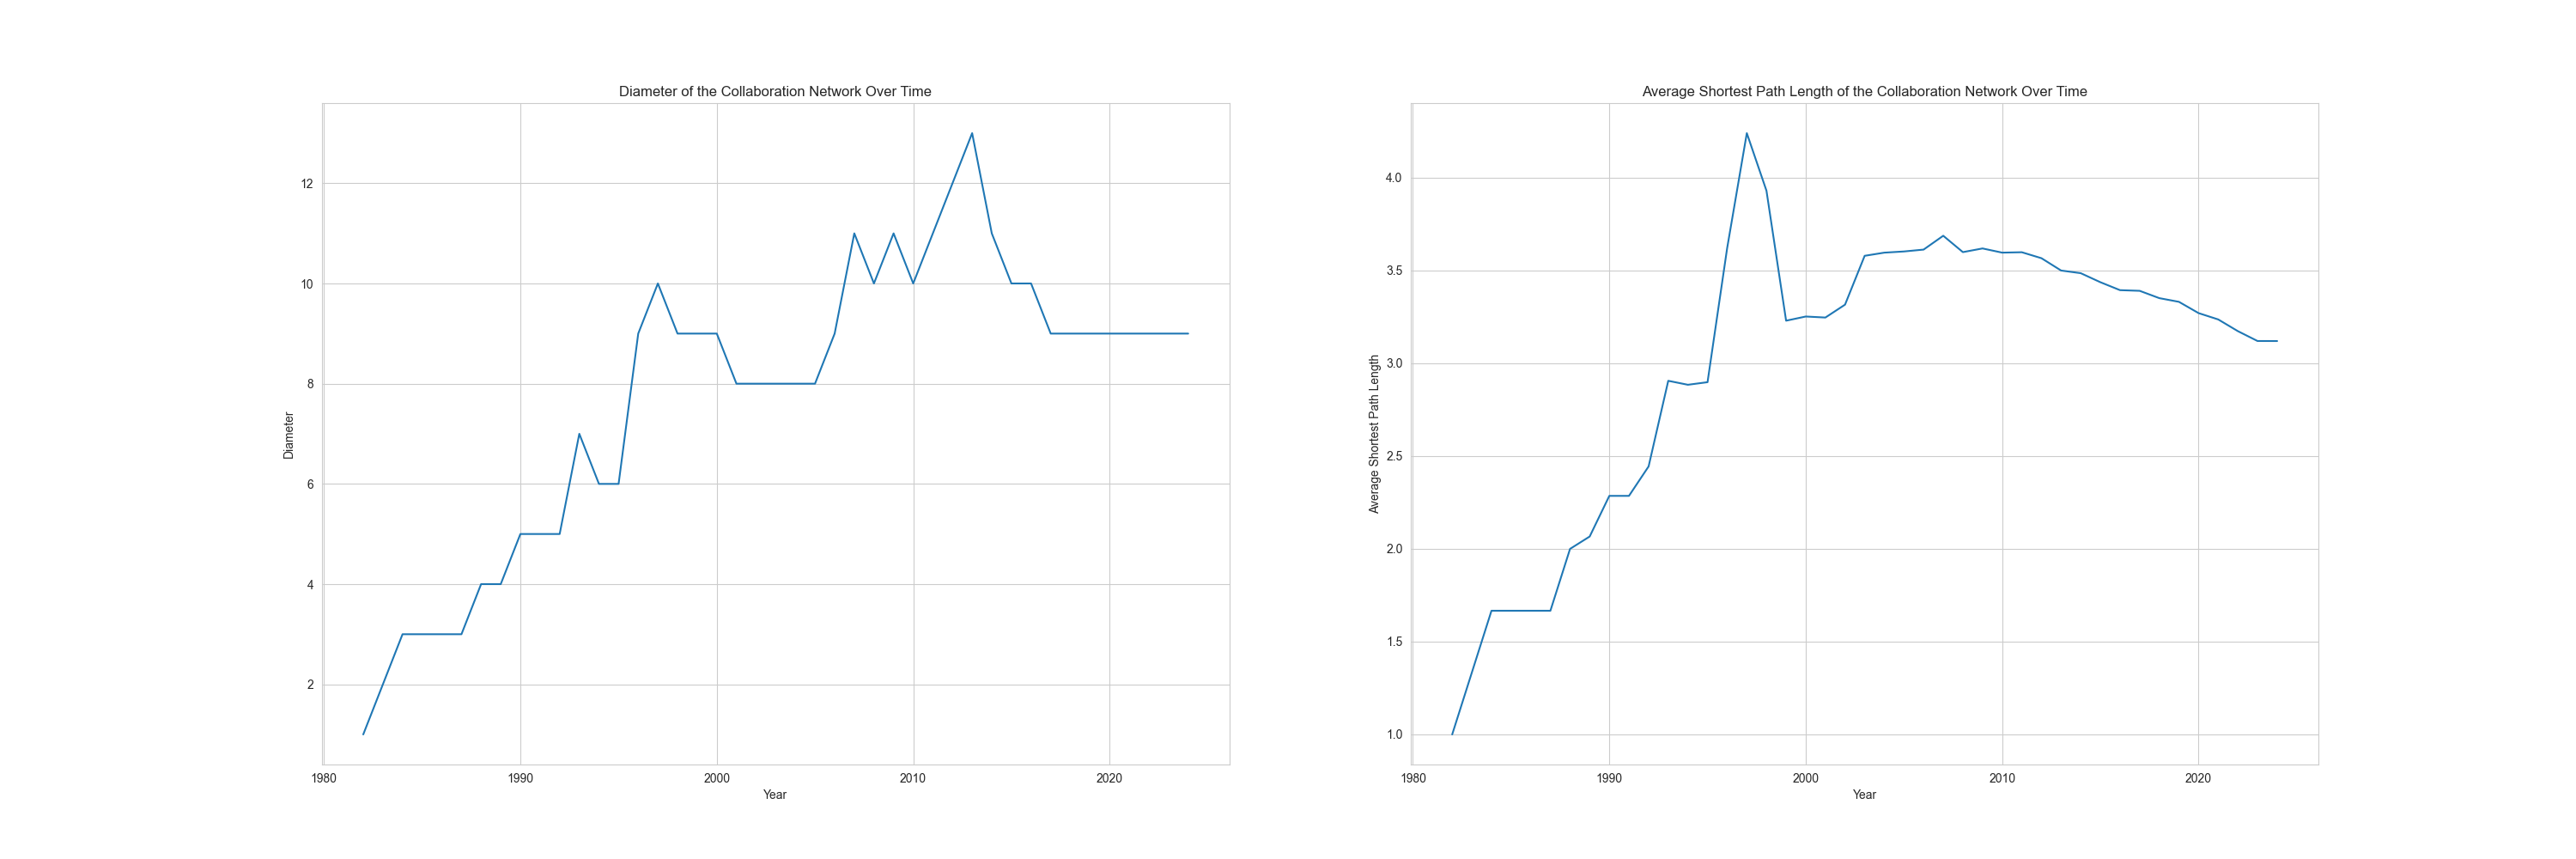 Diameter of the Collaboration Network Over Time
12
10
8
6
4
2
Diameter
1980 1990 2000 2010 2020
Year
Average Shortest Path Length of the Collaboration Network Over Time
4.0
3.5
3.0
2.5
2.0
1.5
1.0
Average Shortest Path Length
1980 1990 2000 2010 2020
Year